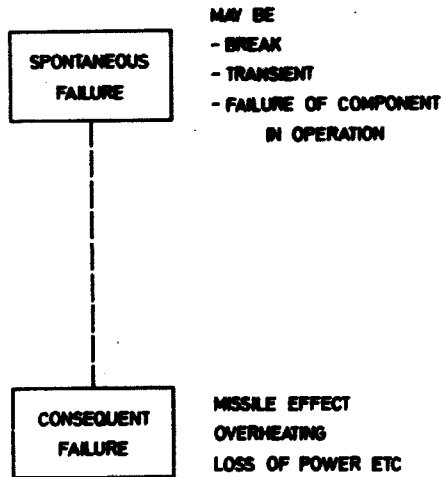 SPONTANEOUS
FAILURE
MAY BE
- BREAK
- TRANSIENT
- FAILURE OF COMPONENT
IN OPERATION
CONSEQUENT
FAILURE
MISSILE EFFECT
OVERHEATING
LOSS OF POWER ETC